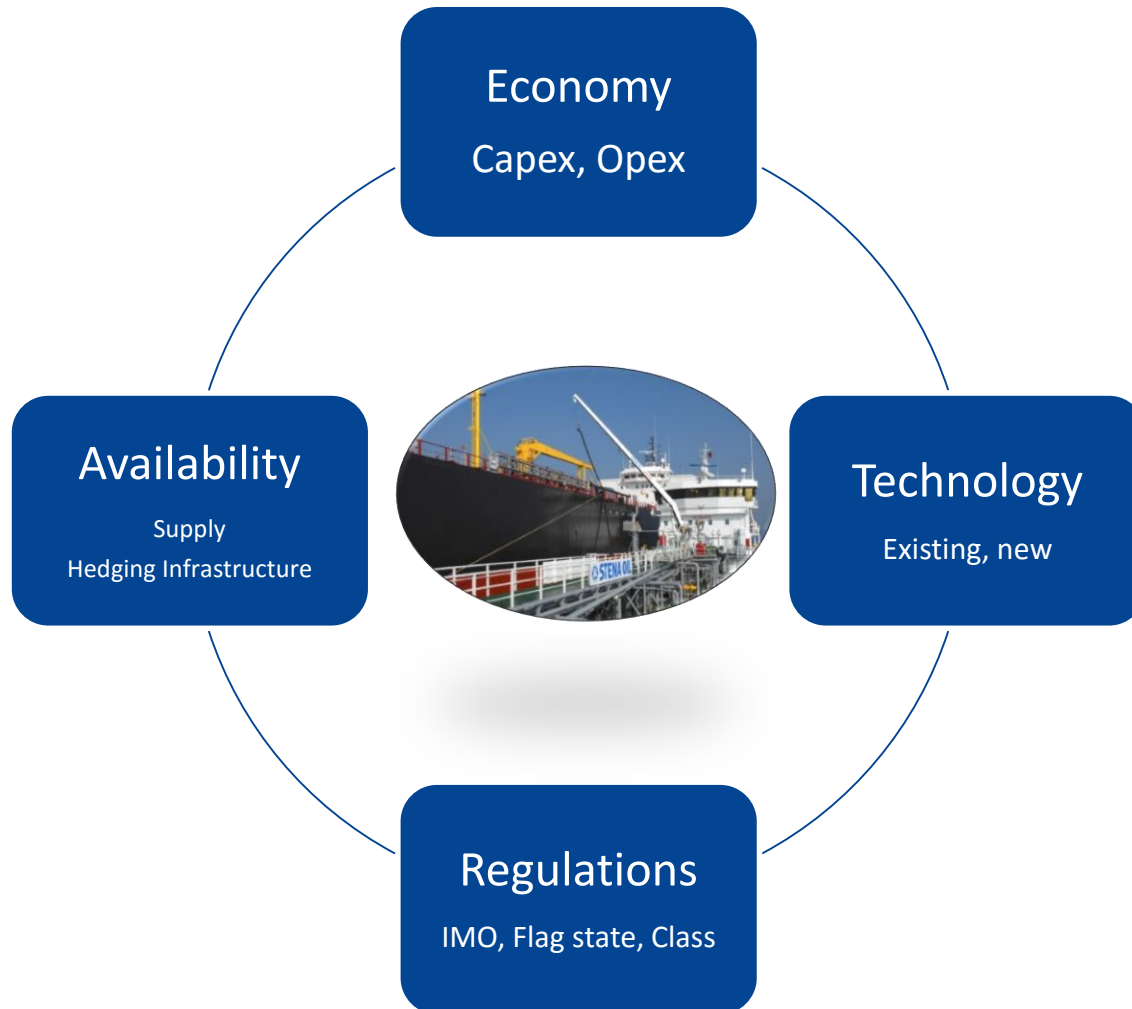 Economy
Capex, Opex
Availability
Supply
Hedging Infrastructure
STENA OIL
Technology
Existing, new
Regulations
IMO, Flag state, Class